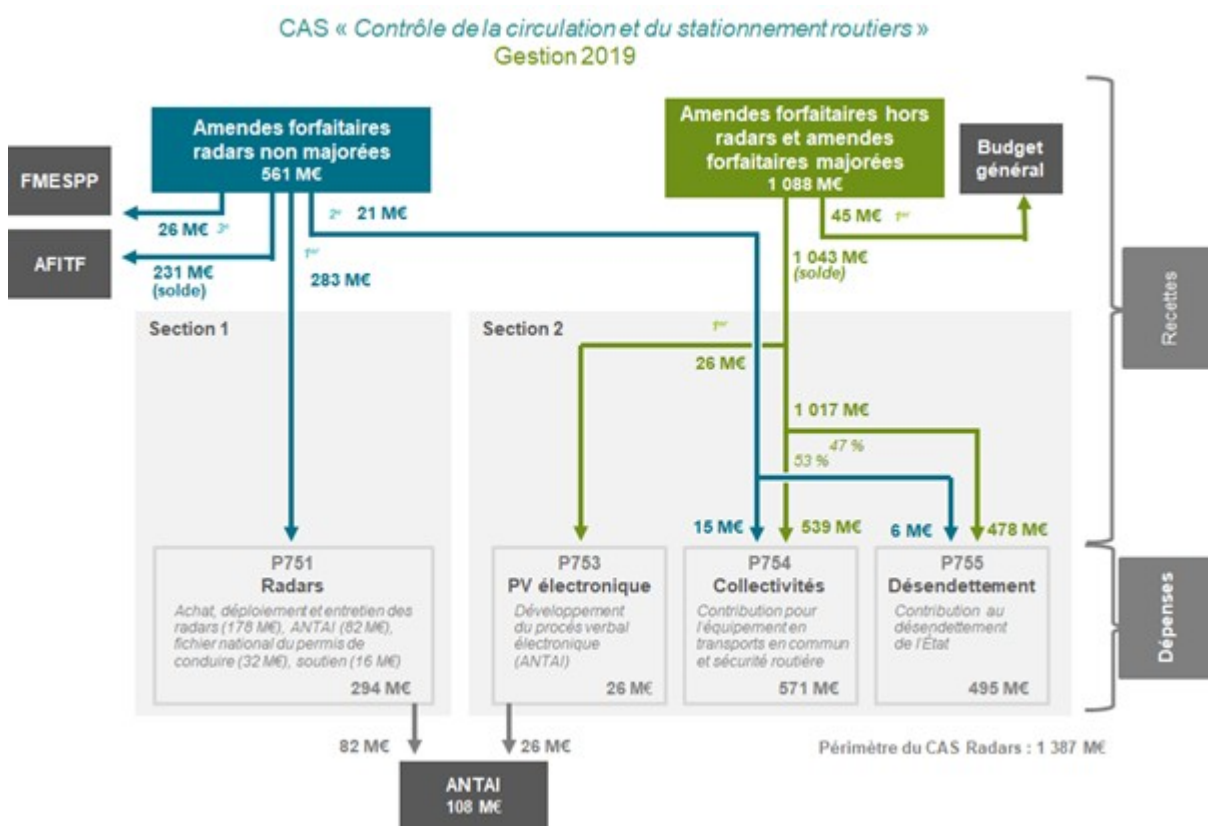 CAS « Contrôle de la circulation et du stationnement routiers »
Gestion 2019
Amendes forfaitaires
radars non majorées
561 M€
Amendes forfaitaires hors
radars et amendes
forfaitaires majorées
1 088 M€
Budget
général
FMESPP
AFITF
26 M€ 3e
231 M€
(solde)
2e 21 M€
1er
283 M€
45 M€ 1er
1 043 M€
(solde)
Recettes
Section 1
Section 2
1er
26 M€
1 017 M€
47 %
53 %
15 M€
539 M€
6 M€
478 M€
P751
Radars
Achat, déploiement et entretien des
radars (178 M€), ANTAI (82 M€),
fichier national du permis de
conduire (32 M€), soutien (16 M€)
294 M€
P753
PV électronique
Développement
du procés verbal
électronique
(ANTAI)
26 M€
P754
Collectivités
Contribution pour
l'équipement en
transports en commun
et sécurité routière
571 M€
P755
Désendettement
Contribution au
désendettement
de l'État
495 M€
Dépenses
82 M€
26 M€
Périmètre du CAS Radars : 1 387 M€
ANTAI
108 M€